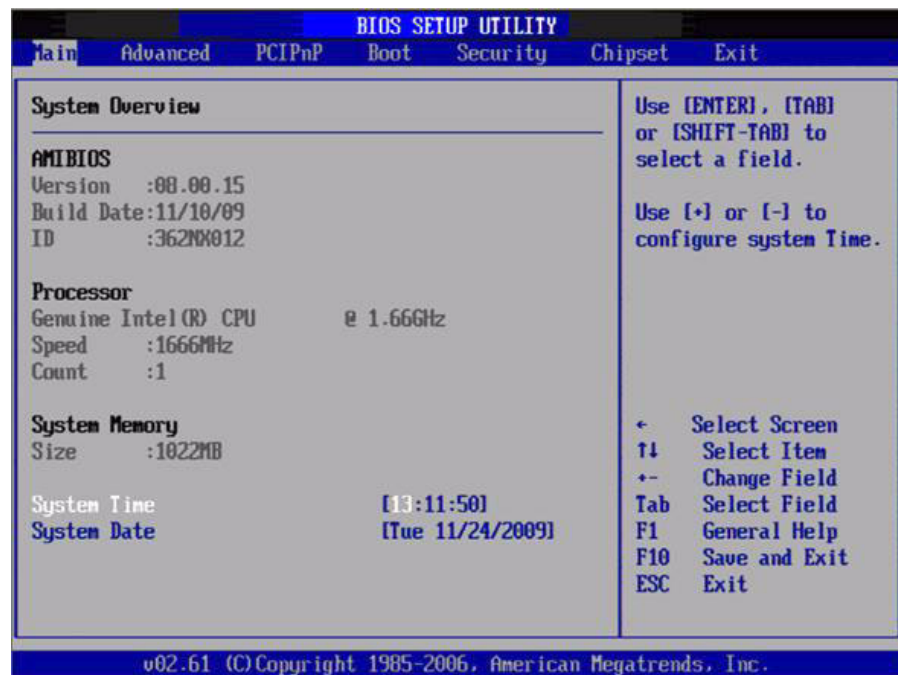 BIOS SETUP UTILITY
Main Advanced PCIPnP Boot Security Chipset Exit
System Overview
AMIBIOS
Version :08.00.15
Build Date:11/10/09
ID :362NX012
Processor
Genuine Intel(R) CPU @ 1.66GHz
Speed :1666MHz
Count :1
System Memory
Size :1022MB
System Time [13:11:50]
System Date [Tue 11/24/2009]
Use [ENTER], [TAB]
or [SHIFT-TAB] to
select a field.
Use [+] or [-] to
configure system Time.
← Select Screen
↑↓ Select Item
+- Change Field
Tab Select Field
F1 General Help
F10 Save and Exit
ESC Exit
v02.61 (C)Copyright 1985-2006, American Megatrends, Inc.